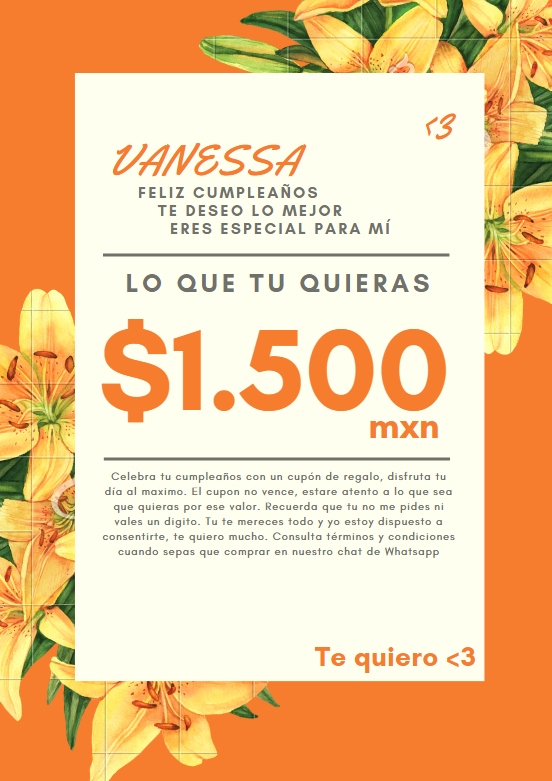 <3
VANESSA
FELIZ CUMPLEAÑOS
TE DESEO LO MEJOR
ERES ESPECIAL PARA MÍ
LO QUE TU QUIERAS
$1.500
mxn
Celebra tu cumpleaños con un cupón de regalo, disfruta tu
día al maximo. El cupon no vence, estare atento a lo que sea
que quieras por ese valor. Recuerda que tu no me pides ni
vales un digito. Tu te mereces todo y yo estoy dispuesto a
consentirte, te quiero mucho. Consulta términos y condiciones
cuando sepas que comprar en nuestro chat de Whatsapp
Te quiero <3